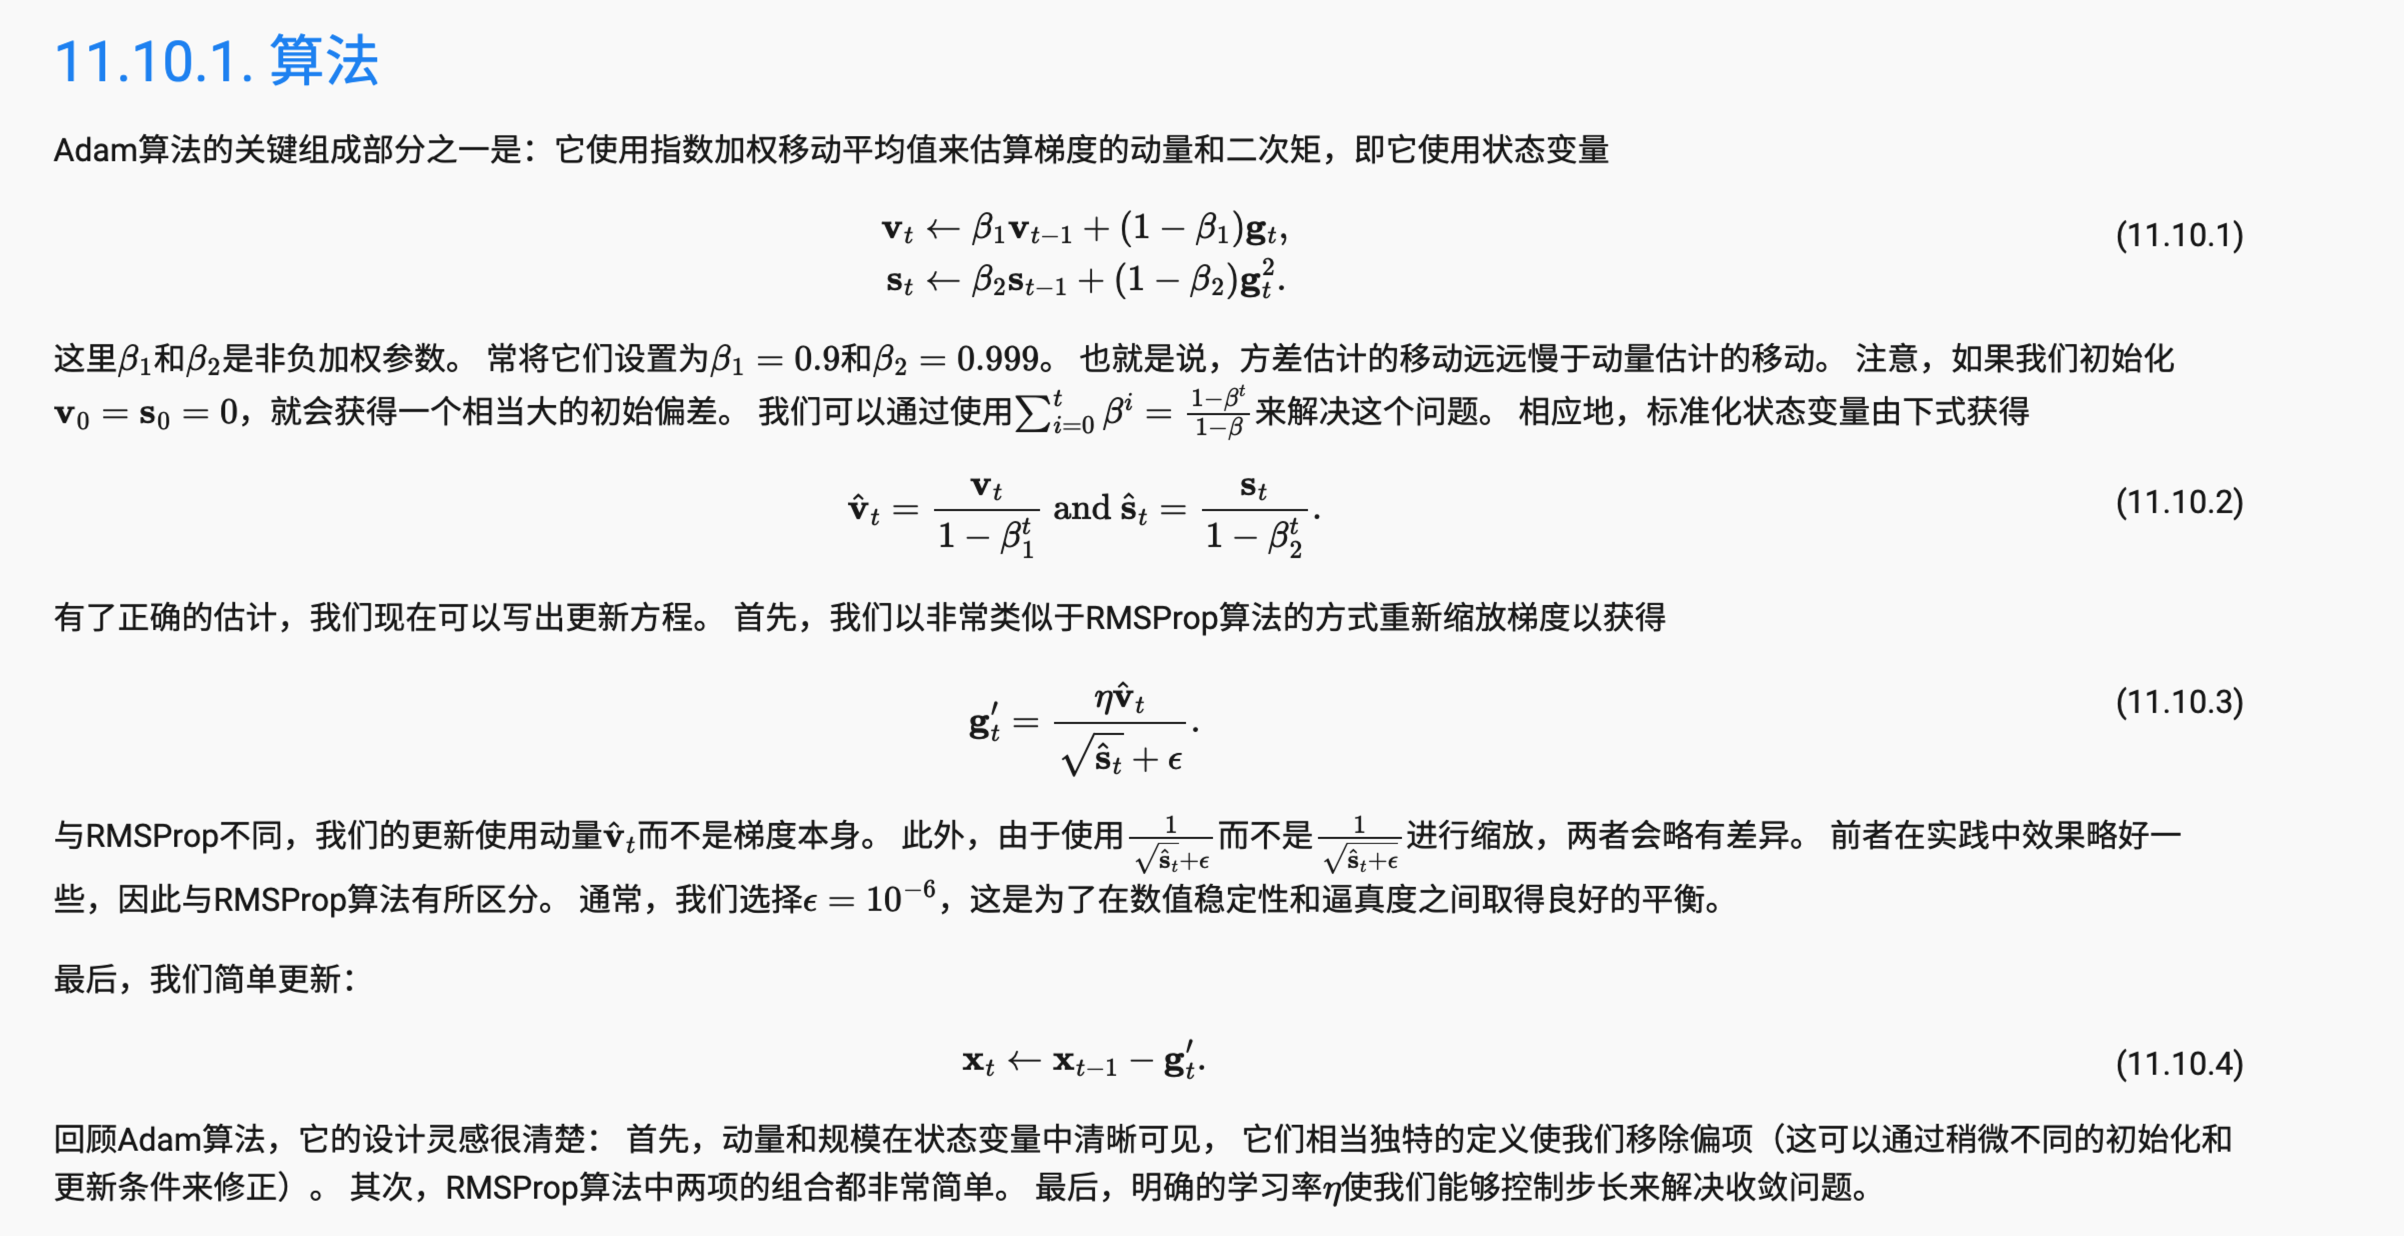 11.10.1. 算法
Adam算法的关键组成部分之一是：它使用指数加权移动平均值来估算梯度的动量和二次矩，即它使用状态变量
$\mathbf{v}_t \leftarrow \beta_1 \mathbf{v}_{t-1} + (1 - \beta_1) \mathbf{g}_t,$
(11.10.1)
$\mathbf{s}_t \leftarrow \beta_2 \mathbf{s}_{t-1} + (1 - \beta_2) \mathbf{g}_t^2.$
这里$\beta_1$和$\beta_2$是非负加权参数。 常将它们设置为$\beta_1 = 0.9$和$\beta_2 = 0.999$。 也就是说，方差估计的移动远远慢于动量估计的移动。 注意，如果我们初始化
$\mathbf{v}_0 = \mathbf{s}_0 = 0$，就会获得一个相当大的初始偏差。 我们可以通过使用$\sum_{i=0}^t \beta^i = \frac{1 - \beta^t}{1 - \beta}$来解决这个问题。 相应地，标准化状态变量由下式获得
$\hat{\mathbf{v}}_t = \frac{\mathbf{v}_t}{1 - \beta_1^t} \text{ and } \hat{\mathbf{s}}_t = \frac{\mathbf{s}_t}{1 - \beta_2^t}.$ (11.10.2)
有了正确的估计，我们现在可以写出更新方程。 首先，我们以非常类似于RMSProp算法的方式重新缩放梯度以获得
$\mathbf{g}_t' = \frac{\eta \hat{\mathbf{v}}_t}{\sqrt{\hat{\mathbf{s}}_t} + \epsilon}.$ (11.10.3)
与RMSProp不同，我们的更新使用动量$\hat{\mathbf{v}}_t$而不是梯度本身。 此外，由于使用$\frac{1}{\sqrt{\hat{\mathbf{s}}_t} + \epsilon}$而不是$\frac{1}{\sqrt{\hat{\mathbf{s}}_t + \epsilon}}$进行缩放，两者会略有差异。 前者在实践中效果略好一
些，因此与RMSProp算法有所区分。 通常，我们选择$\epsilon = 10^{-6}$，这是为了在数值稳定性和逼真度之间取得良好的平衡。
最后，我们简单更新：
$\mathbf{x}_t \leftarrow \mathbf{x}_{t-1} - \mathbf{g}_t'.$ (11.10.4)
回顾Adam算法，它的设计灵感很清楚： 首先，动量和规模在状态变量中清晰可见， 它们相当独特的定义使我们移除偏项（这可以通过稍微不同的初始化和
更新条件来修正）。 其次，RMSProp算法中两项的组合都非常简单。 最后，明确的学习率$\eta$使我们能够控制步长来解决收敛问题。